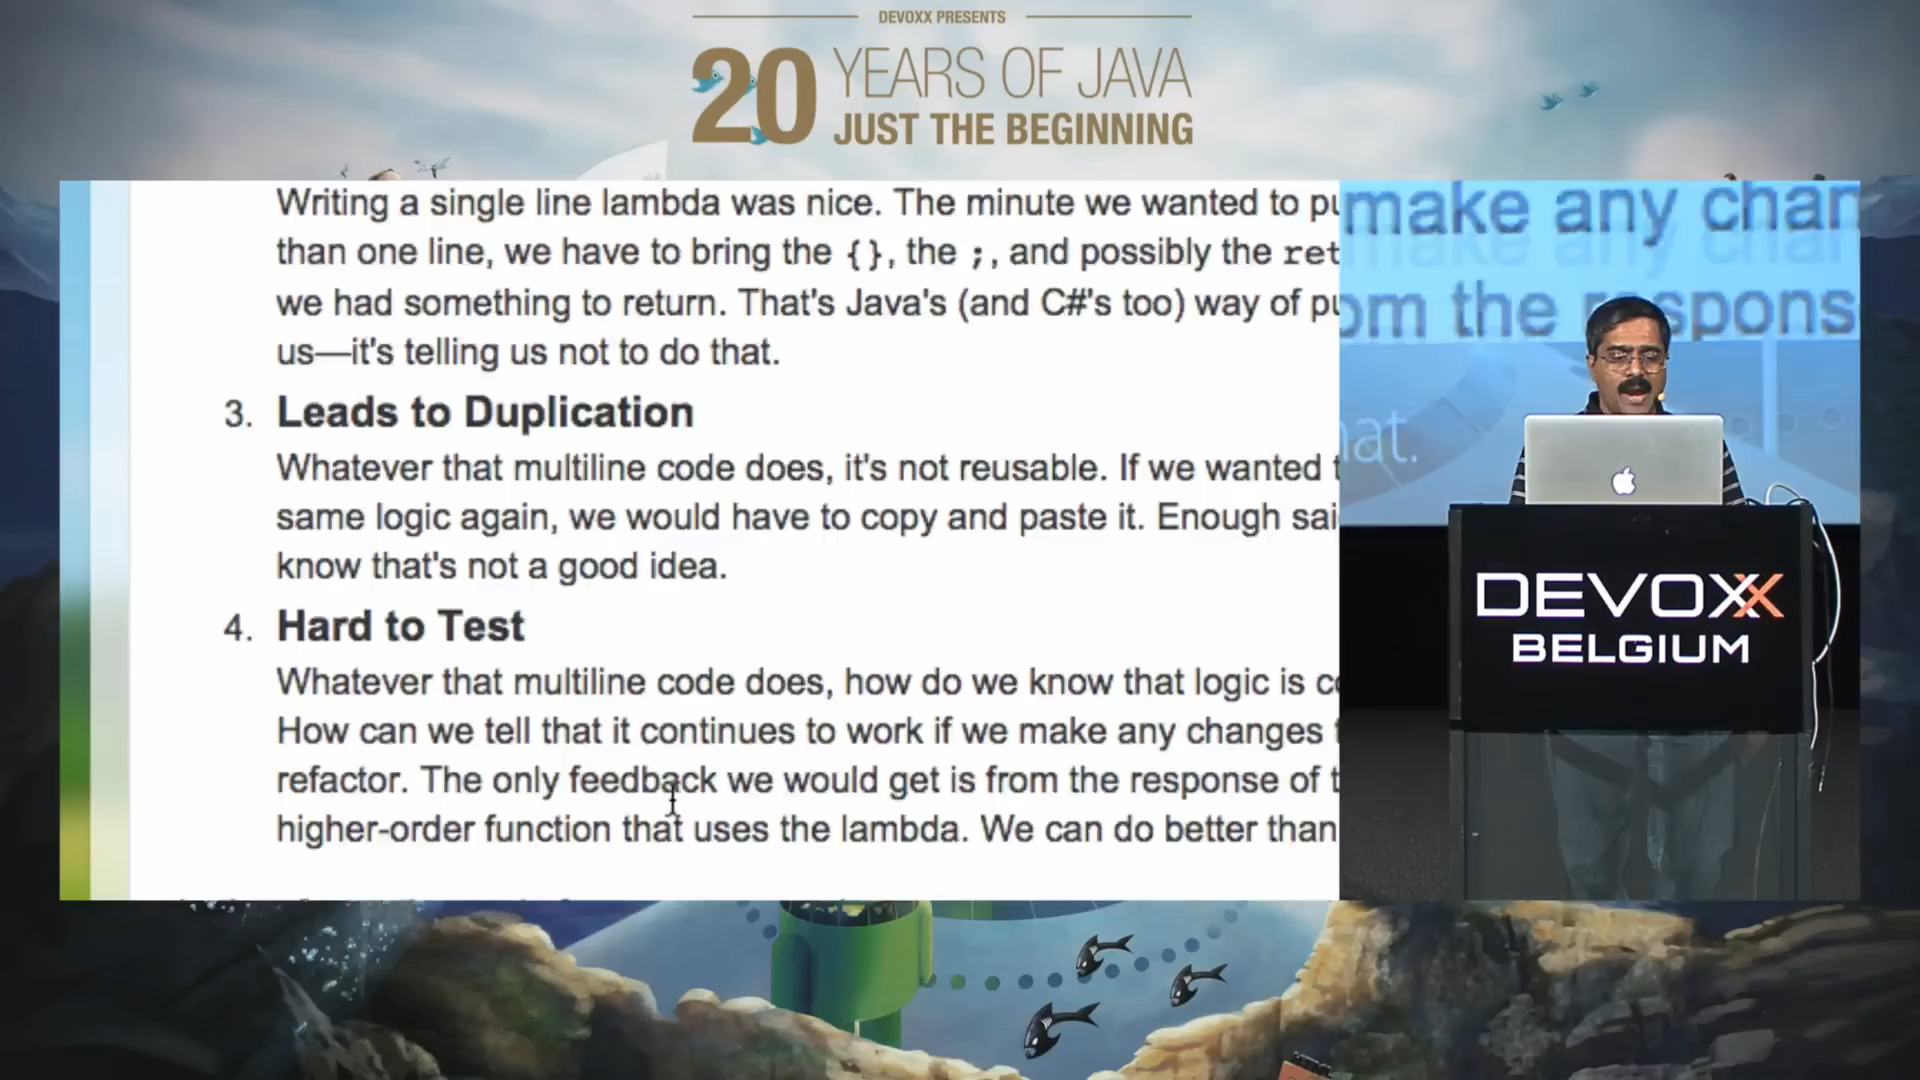 DEVOXX PRESENTS
20 YEARS OF JAVA
JUST THE BEGINNING
Writing a single line lambda was nice. The minute we wanted to
than one line, we have to bring the {}, the ;, and possibly the
we had something to return. That's Java's (and C#'s too) way of
us—it's telling us not to do that.
3. Leads to Duplication
Whatever that multiline code does, it's not reusable. If we wanted
same logic again, we would have to copy and paste it. Enough
know that's not a good idea.
4. Hard to Test
Whatever that multiline code does, how do we know that logic is
How can we tell that it continues to work if we make any changes
refactor. The only feedback we would get is from the response of
higher-order function that uses the lambda. We can do better than
make any
the
DEVOXX
BELGIUM